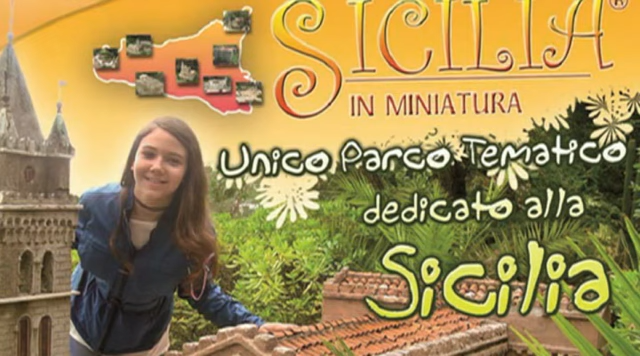 SICILIA®
IN MINIATURA
Unico Parco Tematico
dedicato alla
Sicilia